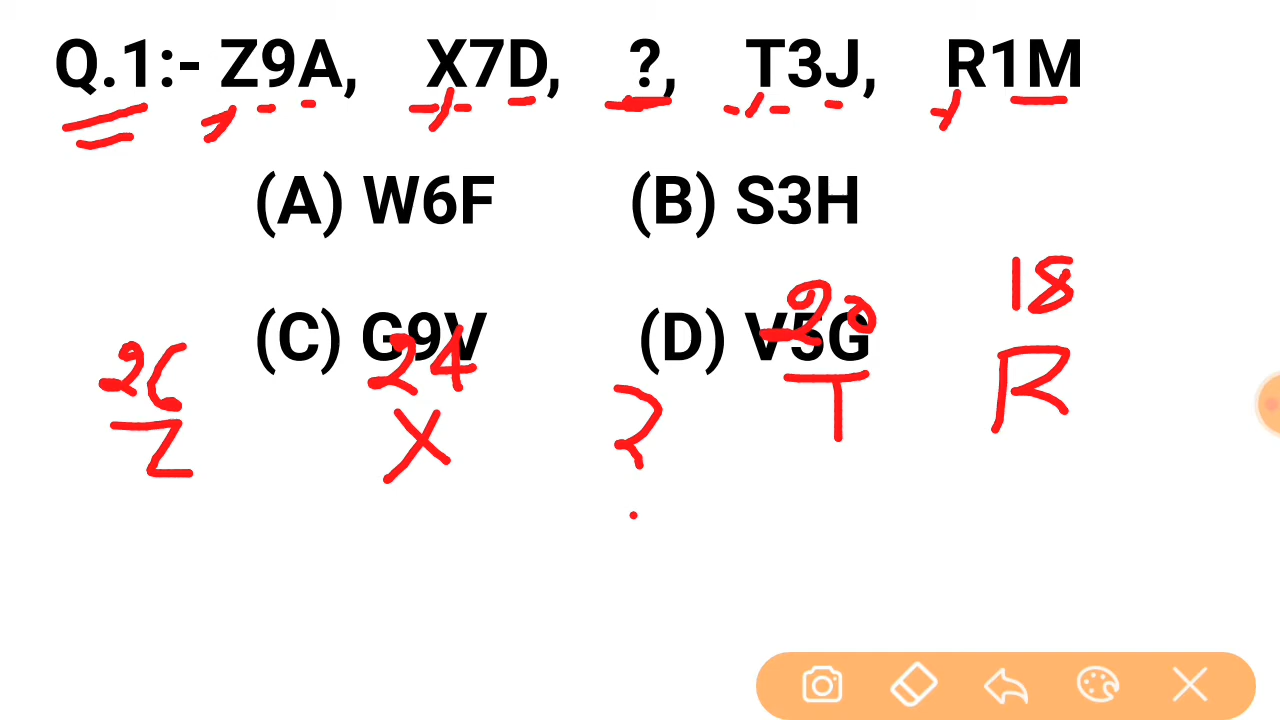 Q.1:- Z9A, X7D, ?, T3J, R1M
(A) W6F (B) S3H
(C) G9V (D) V5G
26 24 20 18
Z X ? T R